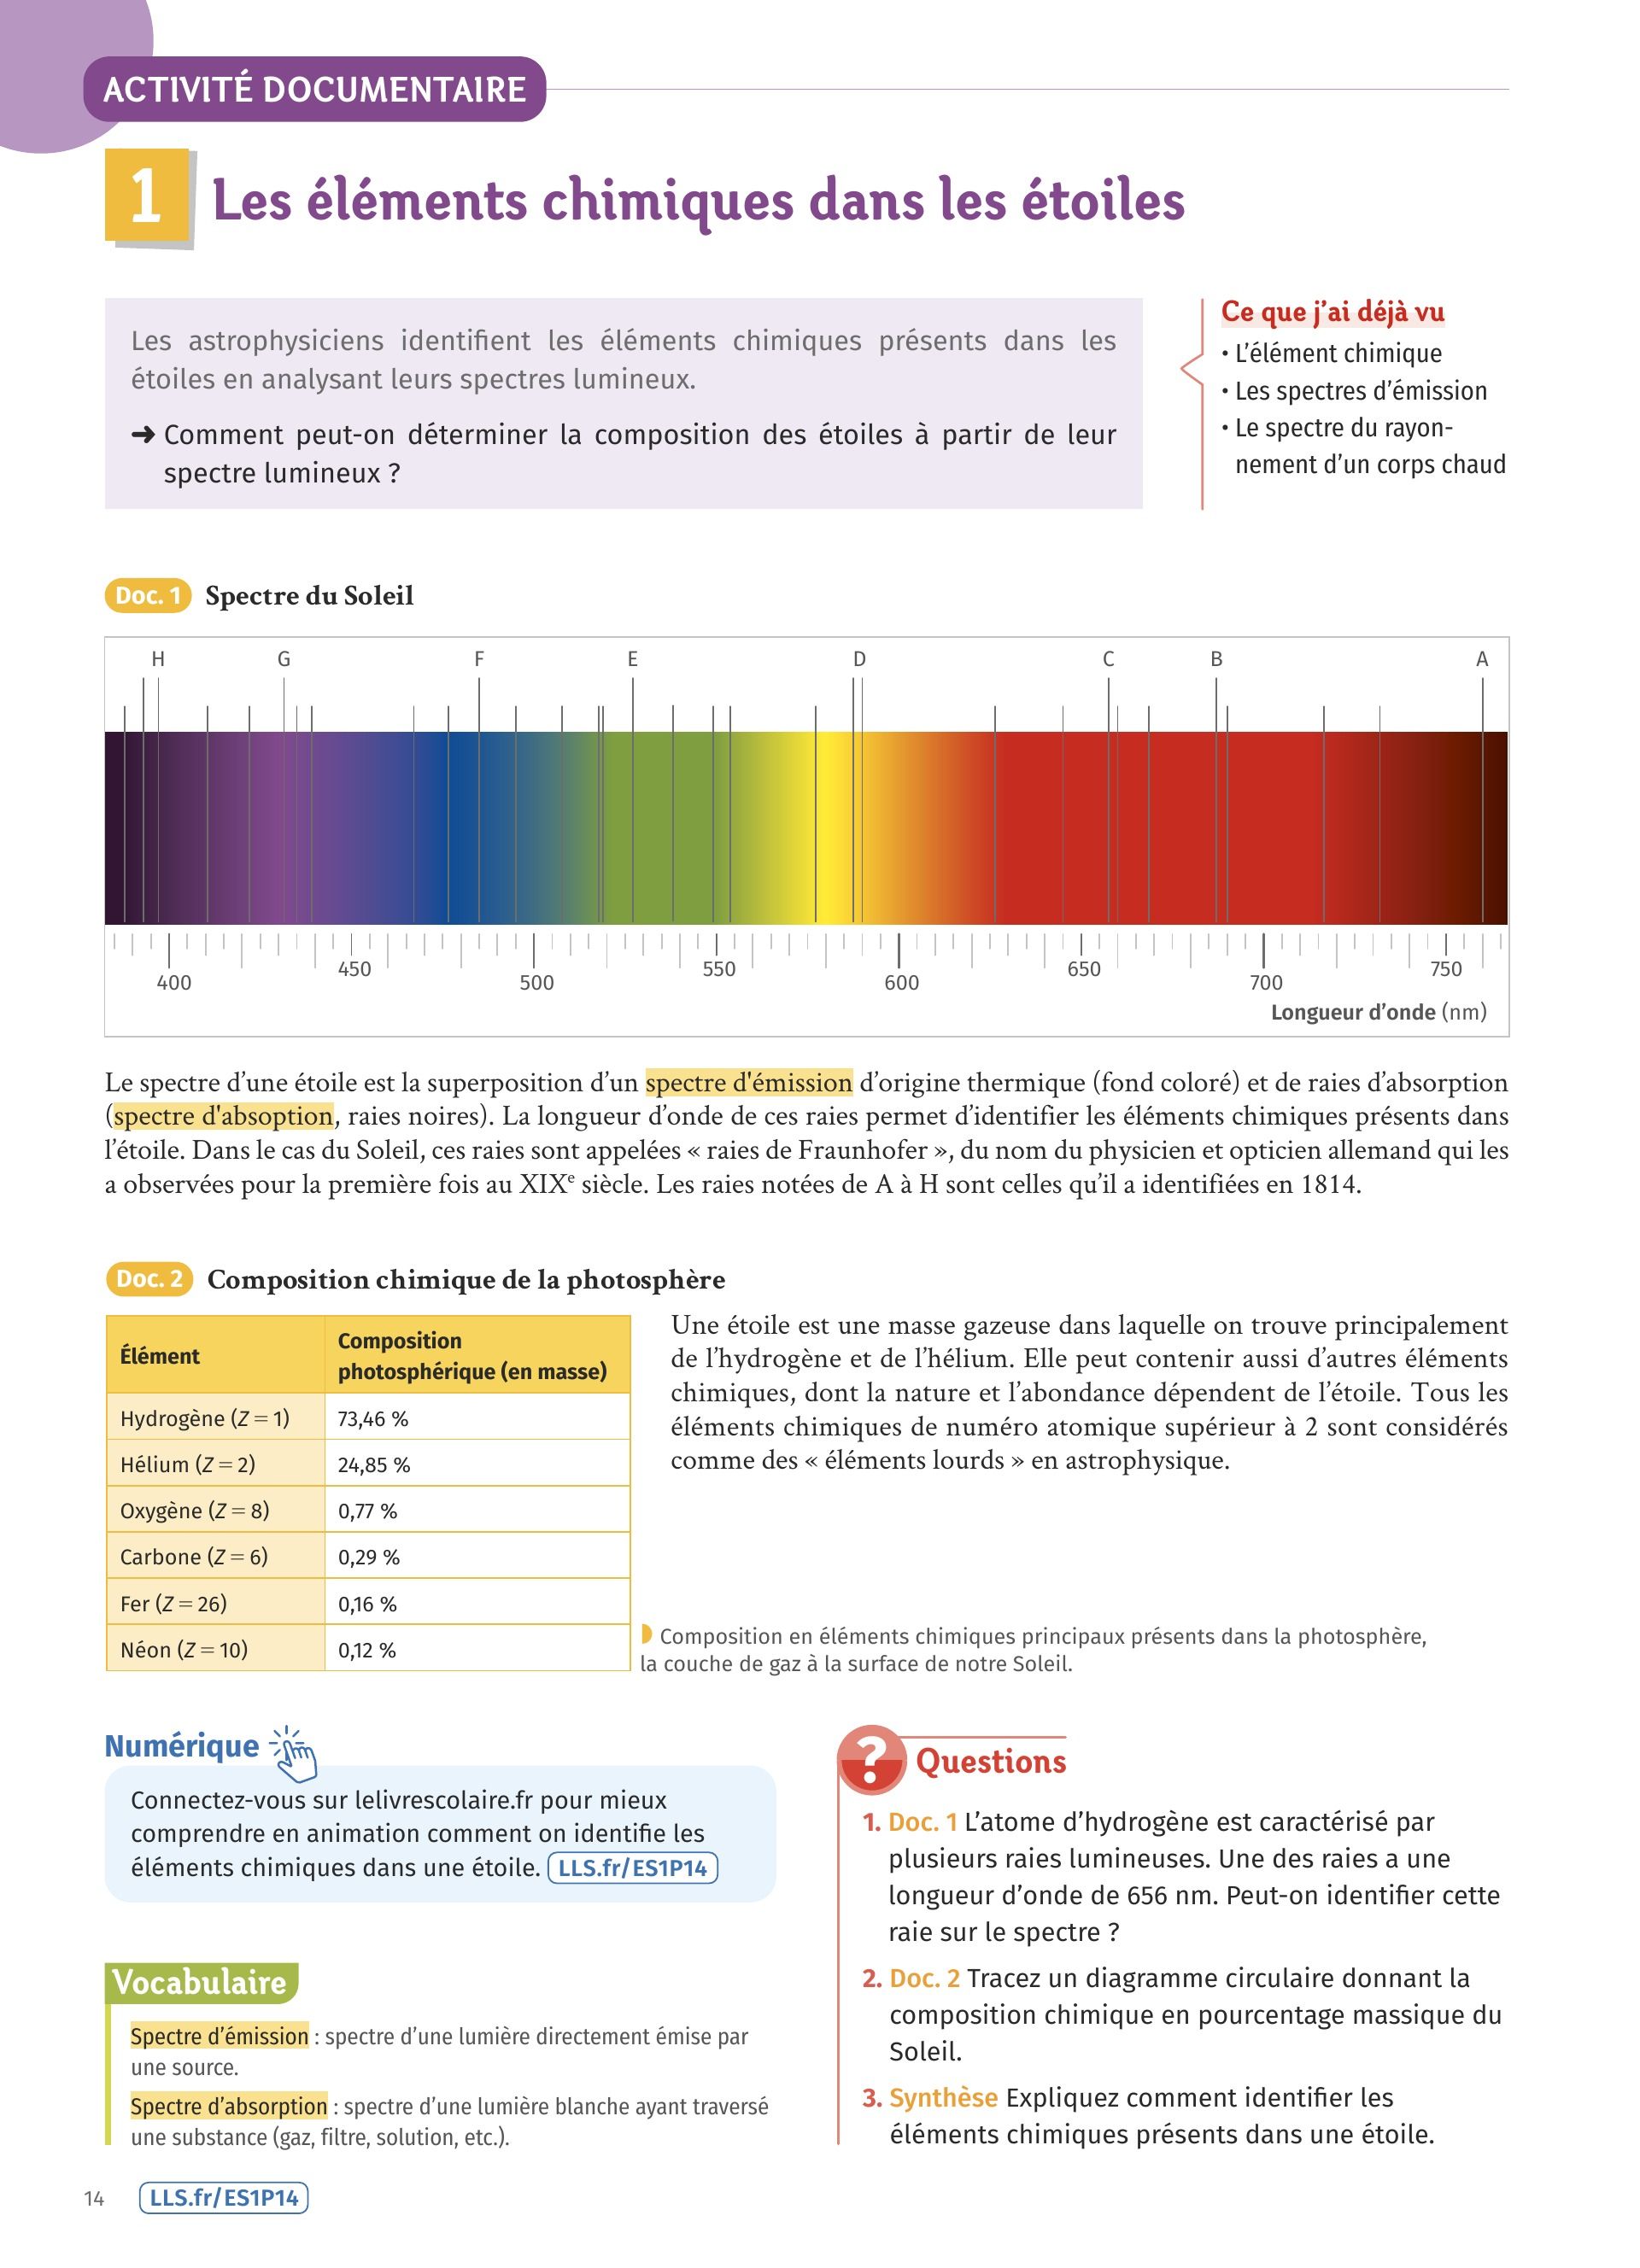 ACTIVITÉ DOCUMENTAIRE
1 Les éléments chimiques dans les étoiles
Les astrophysiciens identifient les éléments chimiques présents dans les
étoiles en analysant leurs spectres lumineux.
➜ Comment peut-on déterminer la composition des étoiles à partir de leur
spectre lumineux ?
Ce que j'ai déjà vu
• L'élément chimique
• Les spectres d'émission
• Le spectre du rayon-
nement d'un corps chaud
Doc. 1 Spectre du Soleil
H G F E D C B A
400 450 500 550 600 650 700 750
Longueur d'onde (nm)
Le spectre d'une étoile est la superposition d'un spectre d'émission d'origine thermique (fond coloré) et de raies d'absorption
(spectre d'absoption, raies noires). La longueur d'onde de ces raies permet d'identifier les éléments chimiques présents dans
l'étoile. Dans le cas du Soleil, ces raies sont appelées « raies de Fraunhofer », du nom du physicien et opticien allemand qui les
a observées pour la première fois au XIXe siècle. Les raies notées de A à H sont celles qu'il a identifiées en 1814.
Doc. 2 Composition chimique de la photosphère
Élément Composition
photosphérique (en masse)
Hydrogène (Z = 1) 73,46 %
Hélium (Z = 2) 24,85 %
Oxygène (Z = 8) 0,77 %
Carbone (Z = 6) 0,29 %
Fer (Z = 26) 0,16 %
Néon (Z = 10) 0,12 %
Une étoile est une masse gazeuse dans laquelle on trouve principalement
de l'hydrogène et de l'hélium. Elle peut contenir aussi d'autres éléments
chimiques, dont la nature et l'abondance dépendent de l'étoile. Tous les
éléments chimiques de numéro atomique supérieur à 2 sont considérés
comme des « éléments lourds » en astrophysique.
Composition en éléments chimiques principaux présents dans la photosphère,
la couche de gaz à la surface de notre Soleil.
Numérique
Connectez-vous sur lelivrescolaire.fr pour mieux
comprendre en animation comment on identifie les
éléments chimiques dans une étoile. LLS.fr/ES1P14
Vocabulaire
Spectre d'émission : spectre d'une lumière directement émise par
une source.
Spectre d'absorption : spectre d'une lumière blanche ayant traversé
une substance (gaz, filtre, solution, etc.).
? Questions
1. Doc. 1 L'atome d'hydrogène est caractérisé par
plusieurs raies lumineuses. Une des raies a une
longueur d'onde de 656 nm. Peut-on identifier cette
raie sur le spectre ?
2. Doc. 2 Tracez un diagramme circulaire donnant la
composition chimique en pourcentage massique du
Soleil.
3. Synthèse Expliquez comment identifier les
éléments chimiques présents dans une étoile.
14 LLS.fr/ES1P14